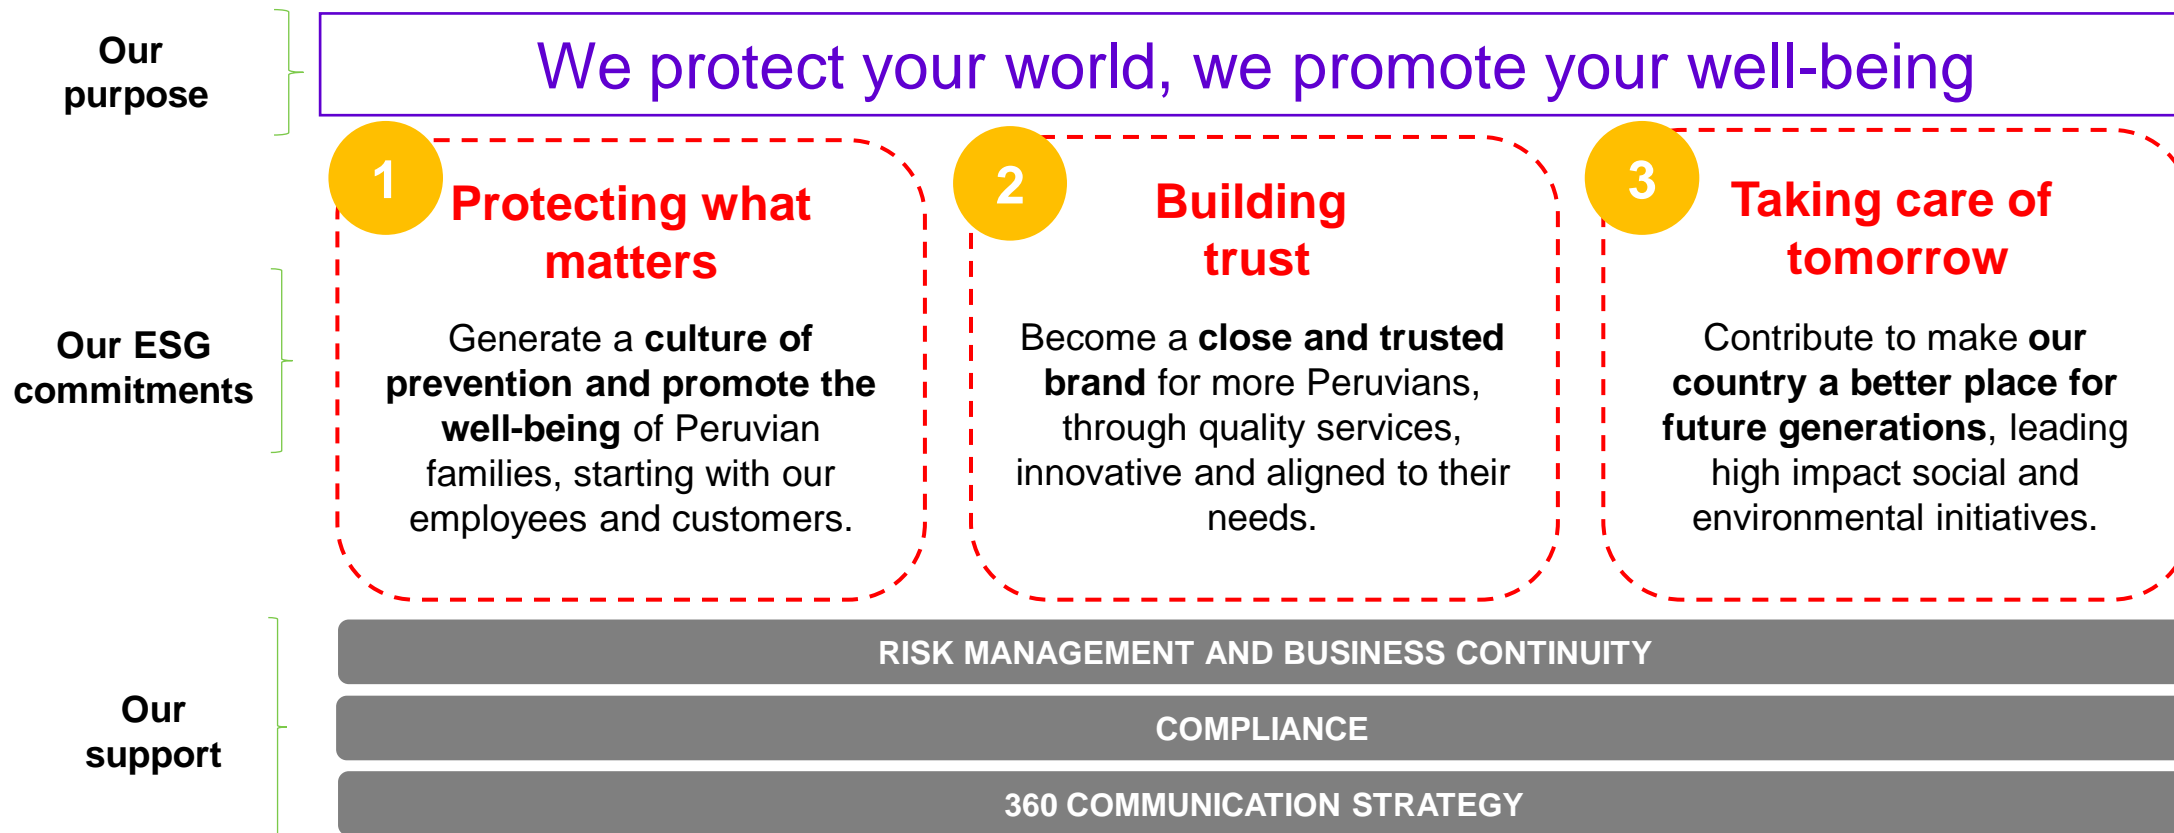 Our
purpose
We protect your world, we promote your well-being
Our ESG
commitments
1
Protecting what
matters
Generate a culture of
prevention and promote the
well-being of Peruvian
families, starting with our
employees and customers.
2
Building
trust
Become a close and trusted
brand for more Peruvians,
through quality services,
innovative and aligned to their
needs.
3
Taking care of
tomorrow
Contribute to make our
country a better place for
future generations, leading
high impact social and
environmental initiatives.
Our
support
RISK MANAGEMENT AND BUSINESS CONTINUITY
COMPLIANCE
360 COMMUNICATION STRATEGY